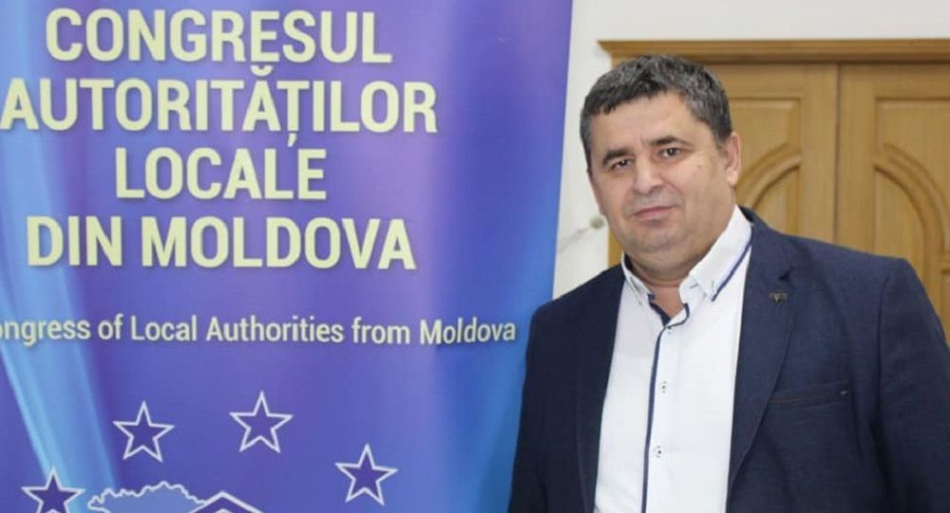 CONGRESUL
AUTORITĂȚILOR
LOCALE
DIN MOLDOVA
ongress of Local Authorities from Moldova